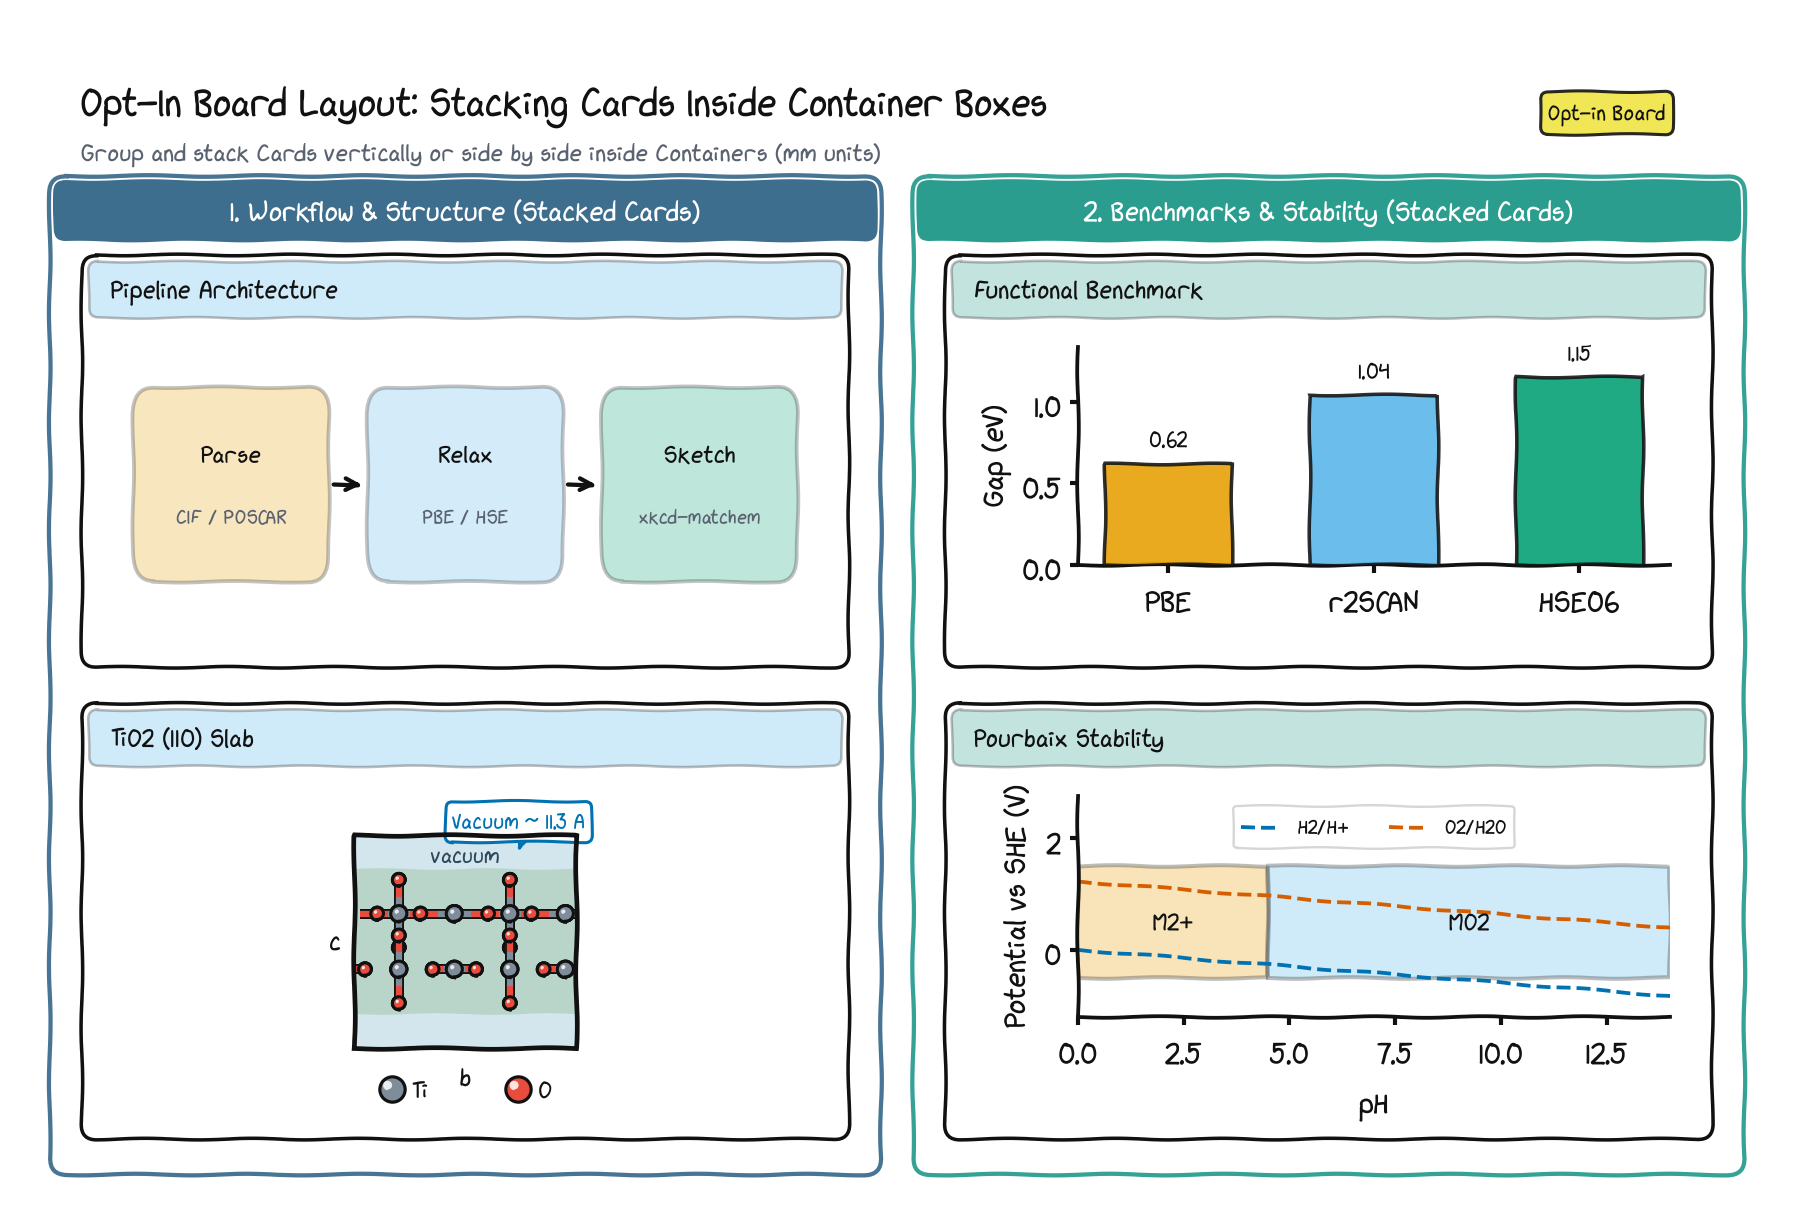 Opt-In Board Layout: Stacking Cards Inside Container Boxes
Opt-in Board
Group and stack Cards vertically or side by side inside Containers (mm units)
1. Workflow & Structure (Stacked Cards)
Pipeline Architecture
Parse
CIF / POSCAR
Relax
PBE / HSE
Sketch
xkcd-matchem
TiO2 (110) Slab
Vacuum ~ 11.3 A
vacuum
c
b
Ti
O
2. Benchmarks & Stability (Stacked Cards)
Functional Benchmark
Gap (eV)
1.0
0.5
0.0
0.62
1.04
1.15
PBE
r2SCAN
HSE06
Pourbaix Stability
Potential vs SHE (V)
2
0
H2/H+
O2/H2O
M2+
MO2
0.0
2.5
5.0
7.5
10.0
12.5
pH